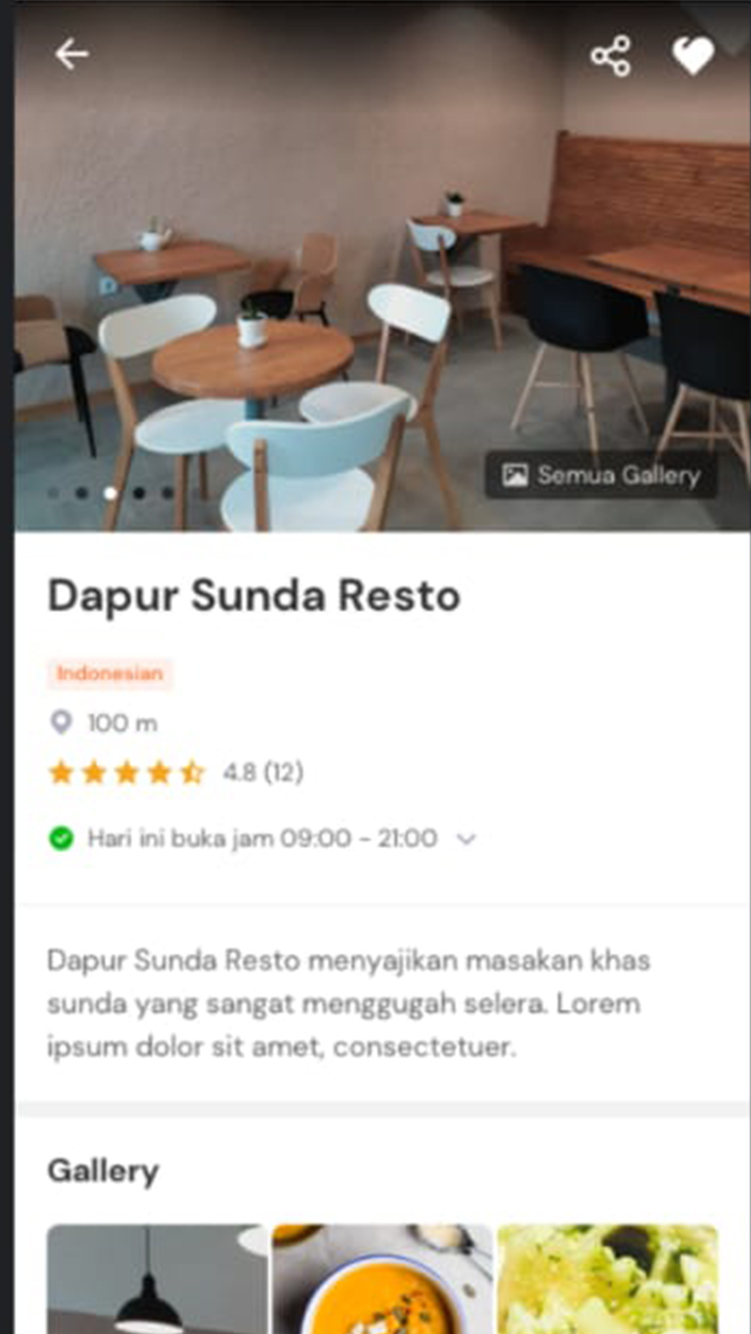 Semua Gallery
Dapur Sunda Resto
Indonesian
100 m
4.8 (12)
Hari ini buka jam 09:00 - 21:00
Dapur Sunda Resto menyajikan masakan khas
sunda yang sangat menggugah selera. Lorem
ipsum dolor sit amet, consectetuer.
Gallery